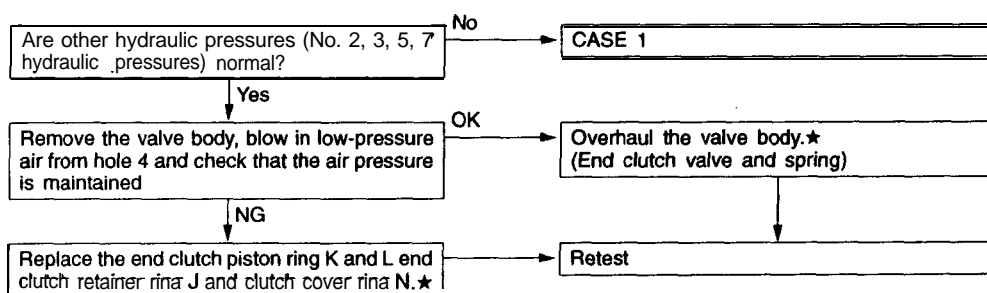 Are other hydraulic pressures (No. 2, 3, 5, 7
hydraulic pressures) normal?
No
CASE 1
Yes
Remove the valve body, blow in low-pressure
air from hole 4 and check that the air pressure
is maintained
OK
Overhaul the valve body.★
(End clutch valve and spring)
NG
Replace the end clutch piston ring K and L end
clutch retainer ring J and clutch cover ring N.★
Retest